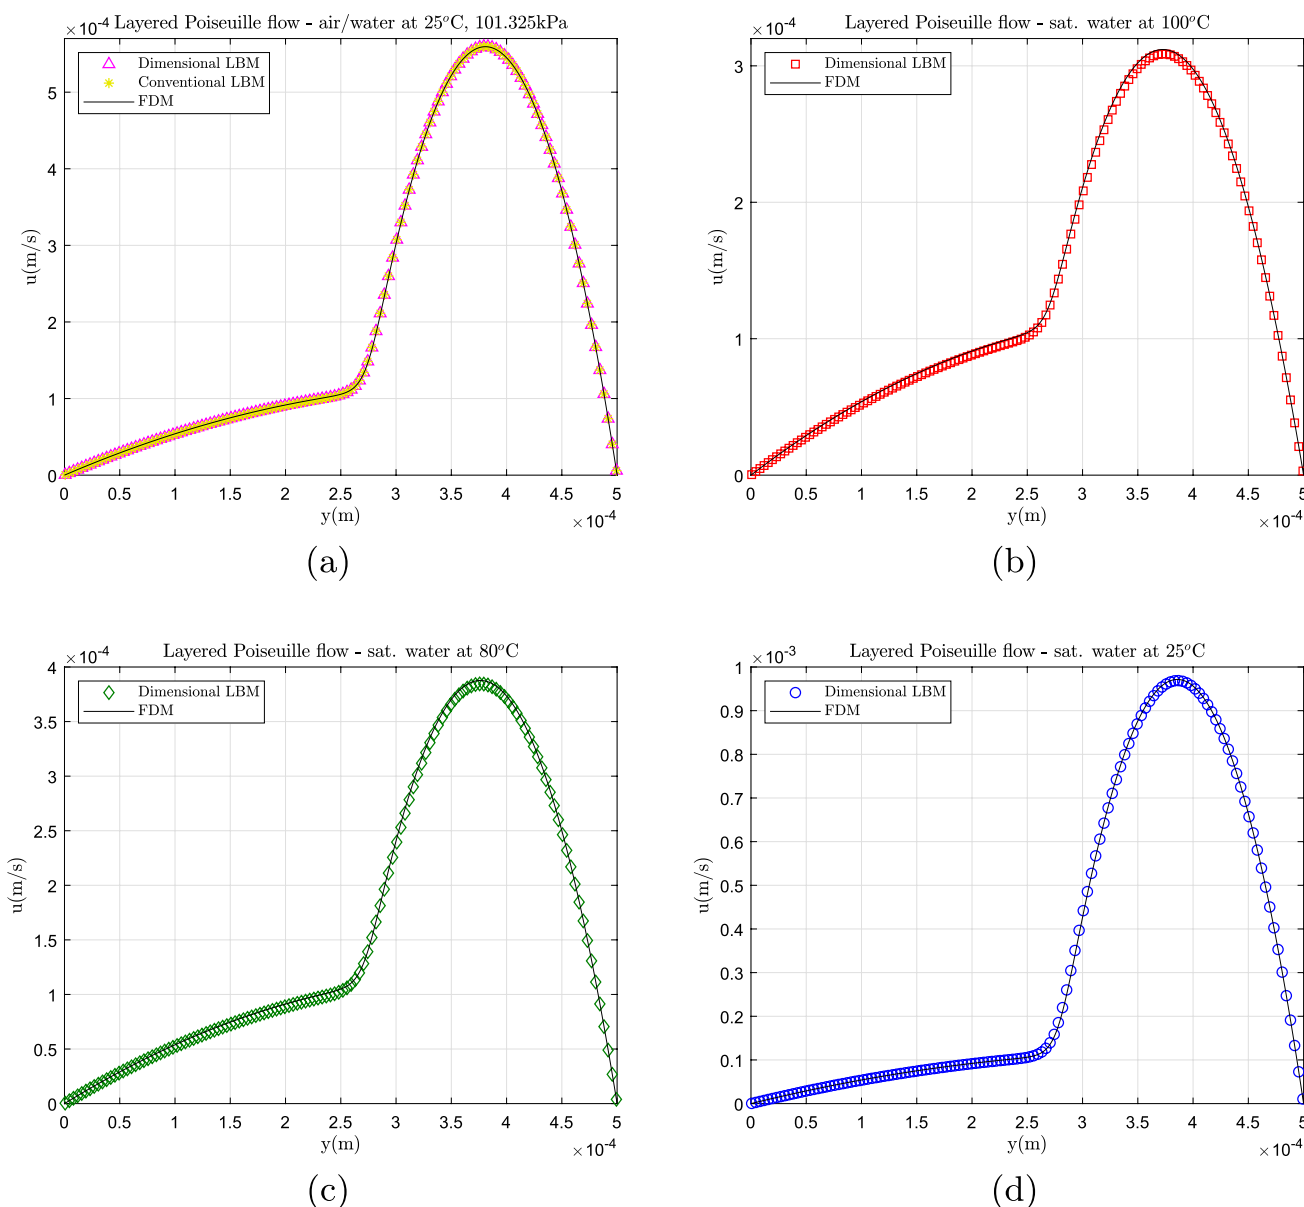 ×10⁻⁴ Layered Poiseuille flow - air/water at 25°C, 101.325kPa
Dimensional LBM
Conventional LBM
FDM
u(m/s)
5
4
3
2
1
0
0 0.5 1 1.5 2 2.5 3 3.5 4 4.5 5
y(m)
×10⁻⁴
(a)
×10⁻⁴ Layered Poiseuille flow - sat. water at 100°C
Dimensional LBM
FDM
u(m/s)
3
2
1
0
0 0.5 1 1.5 2 2.5 3 3.5 4 4.5 5
y(m)
×10⁻⁴
(b)
×10⁻⁴ Layered Poiseuille flow - sat. water at 80°C
Dimensional LBM
FDM
u(m/s)
4
3.5
3
2.5
2
1.5
1
0.5
0
0 0.5 1 1.5 2 2.5 3 3.5 4 4.5 5
y(m)
×10⁻⁴
(c)
×10⁻³ Layered Poiseuille flow - sat. water at 25°C
Dimensional LBM
FDM
u(m/s)
1
0.9
0.8
0.7
0.6
0.5
0.4
0.3
0.2
0.1
0
0 0.5 1 1.5 2 2.5 3 3.5 4 4.5 5
y(m)
×10⁻⁴
(d)